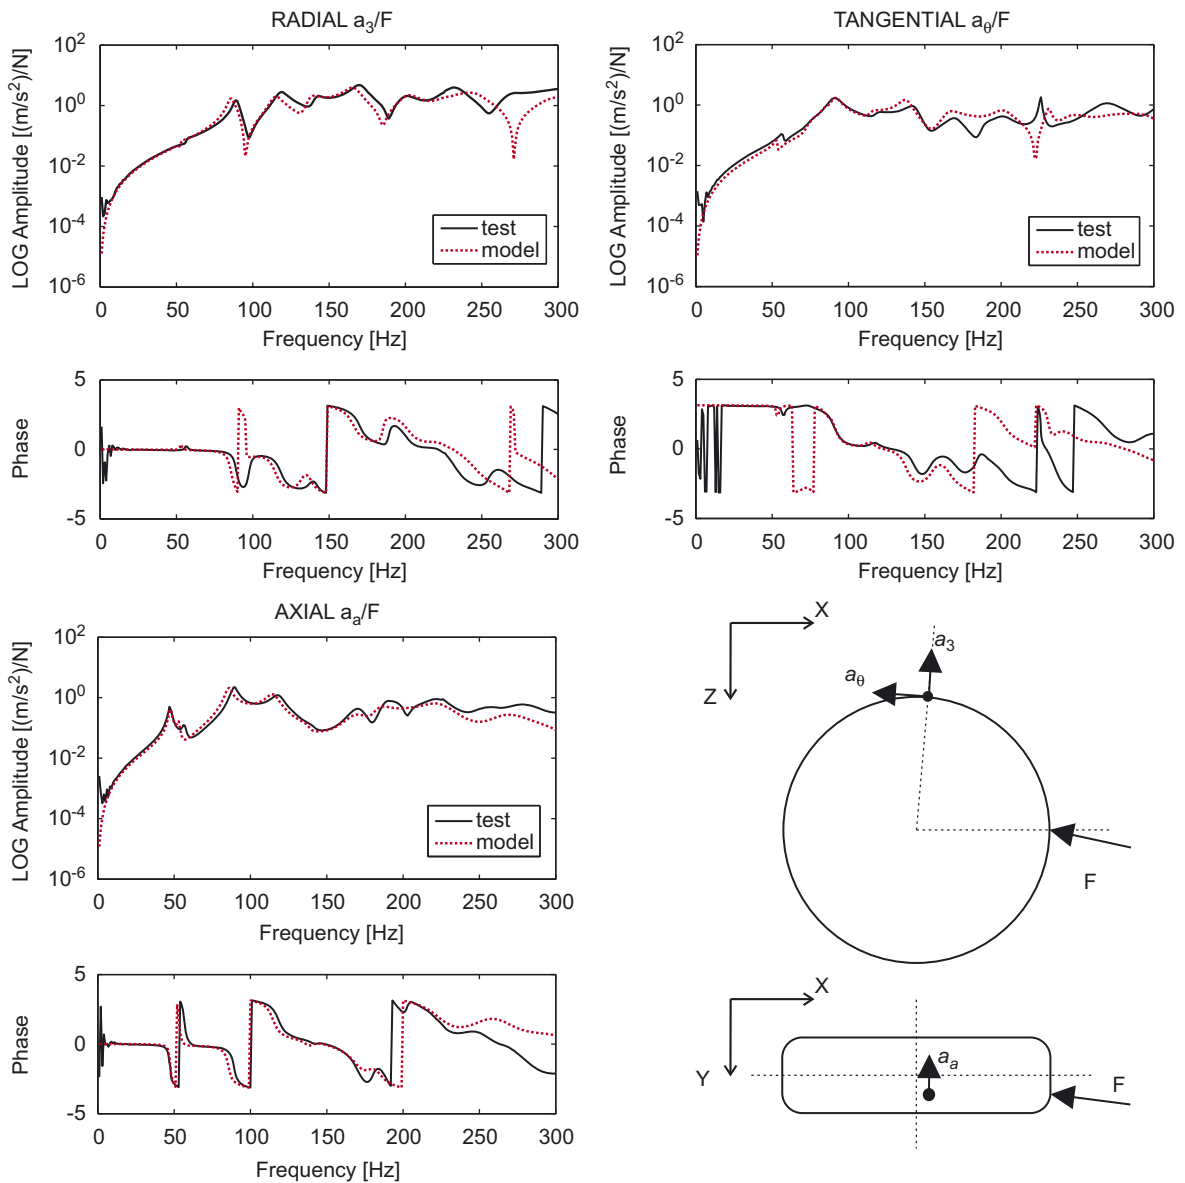 RADIAL a3/F
LOG Amplitude [(m/s2)/N]
10^2
10^0
10^-2
10^-4
10^-6
test
model
0 50 100 150 200 250 300
Frequency [Hz]
Phase
5
0
-5
0 50 100 150 200 250 300
Frequency [Hz]
TANGENTIAL aθ/F
LOG Amplitude [(m/s2)/N]
10^2
10^0
10^-2
10^-4
10^-6
test
model
0 50 100 150 200 250 300
Frequency [Hz]
Phase
5
0
-5
0 50 100 150 200 250 300
Frequency [Hz]
AXIAL aa/F
LOG Amplitude [(m/s2)/N]
10^2
10^0
10^-2
10^-4
10^-6
test
model
0 50 100 150 200 250 300
Frequency [Hz]
Phase
5
0
-5
0 50 100 150 200 250 300
Frequency [Hz]
X
Z
a3
aθ
F
X
Y
aa
F